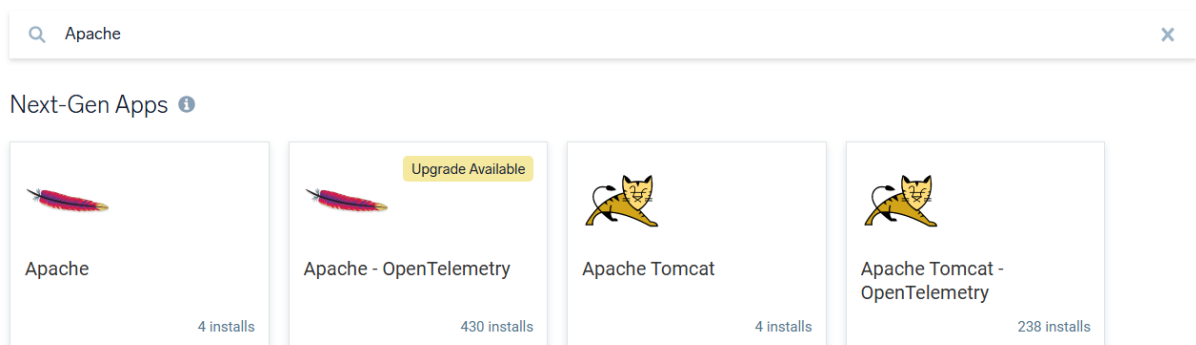 Apache
Next-Gen Apps
Upgrade Available
Apache
4 installs
Apache - OpenTelemetry
430 installs
Apache Tomcat
4 installs
Apache Tomcat -
OpenTelemetry
238 installs